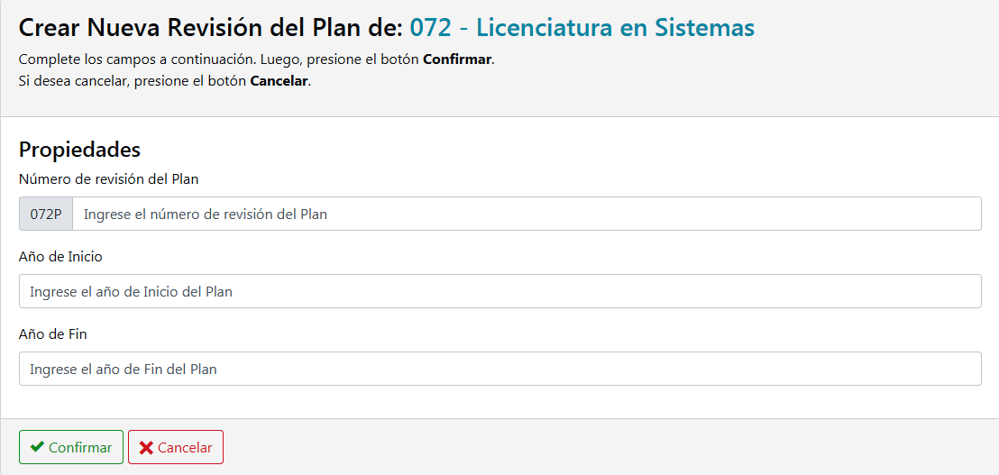 Crear Nueva Revisión del Plan de: 072 - Licenciatura en Sistemas
Complete los campos a continuación. Luego, presione el botón Confirmar.
Si desea cancelar, presione el botón Cancelar.
Propiedades
Número de revisión del Plan
072P Ingrese el número de revisión del Plan
Año de Inicio
Ingrese el año de Inicio del Plan
Año de Fin
Ingrese el año de Fin del Plan
Confirmar Cancelar